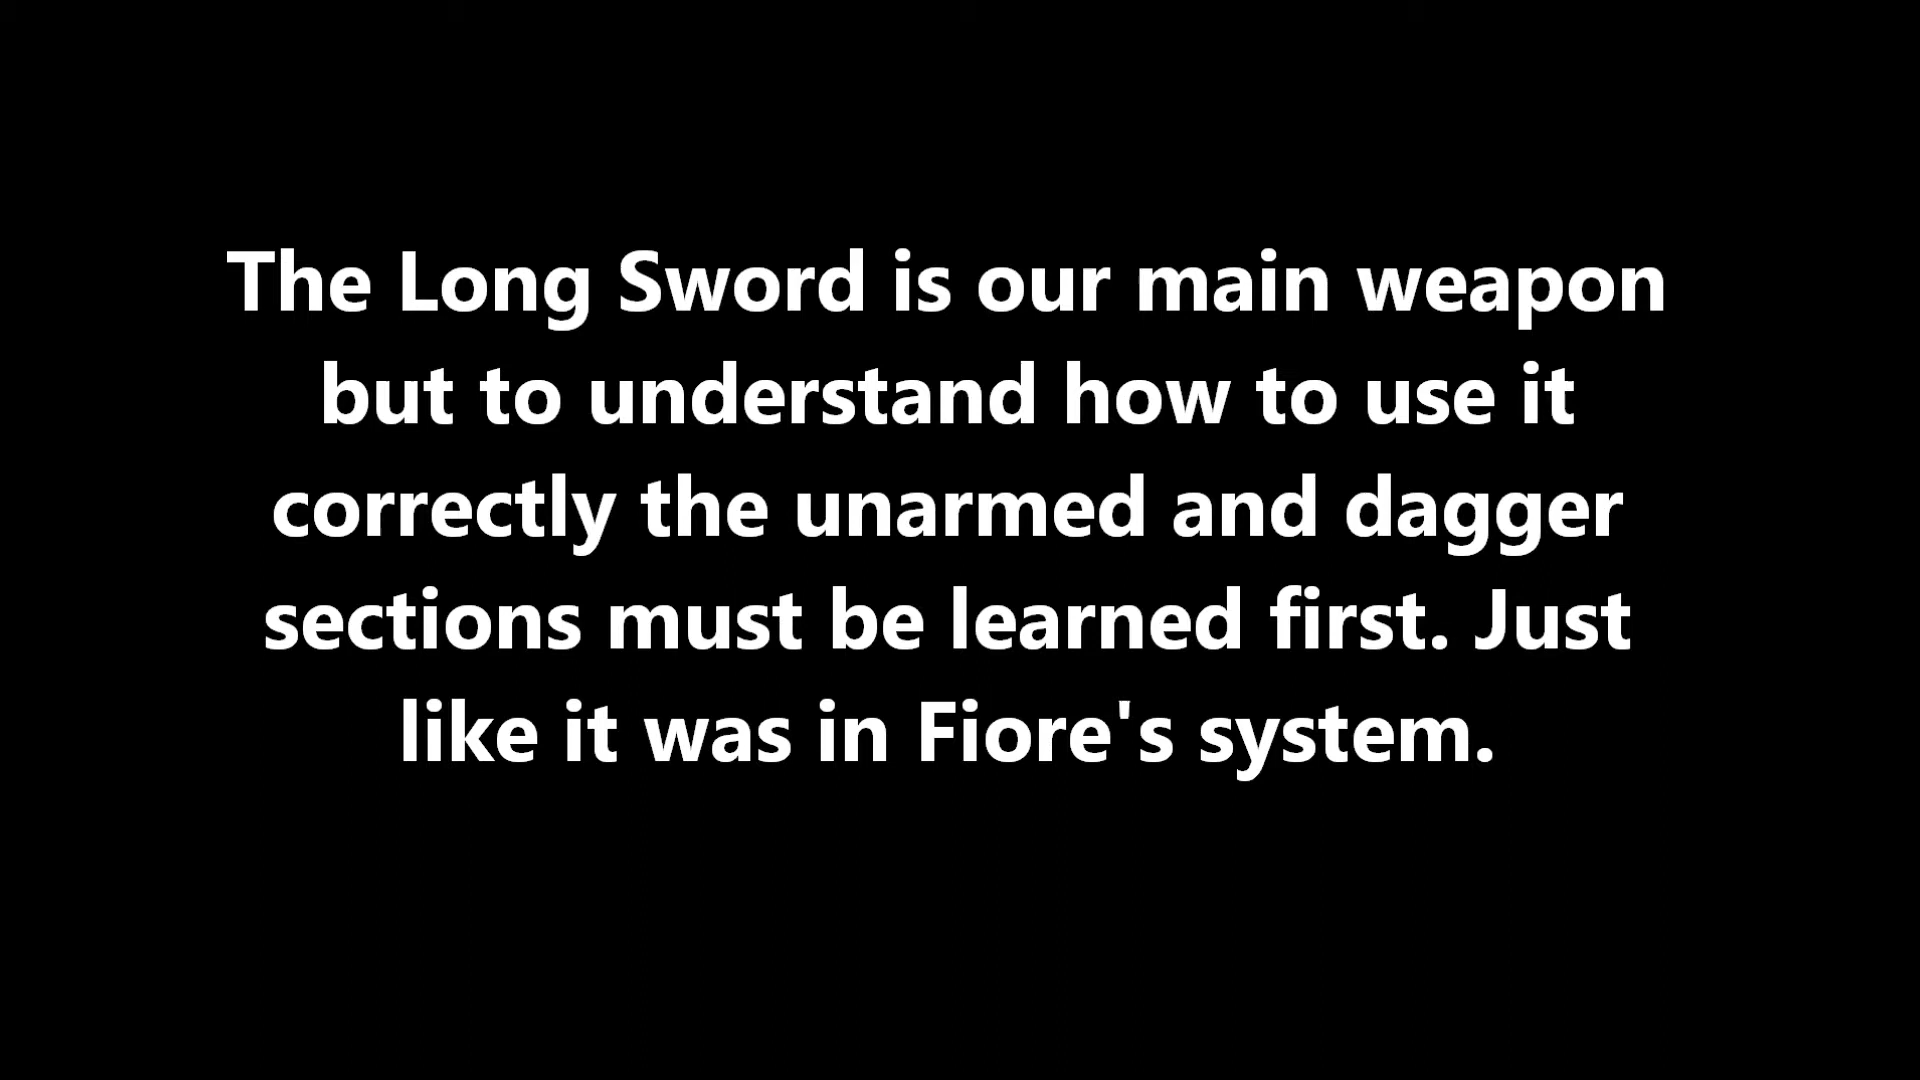 The Long Sword is our main weapon
but to understand how to use it
correctly the unarmed and dagger
sections must be learned first. Just
like it was in Fiore's system.